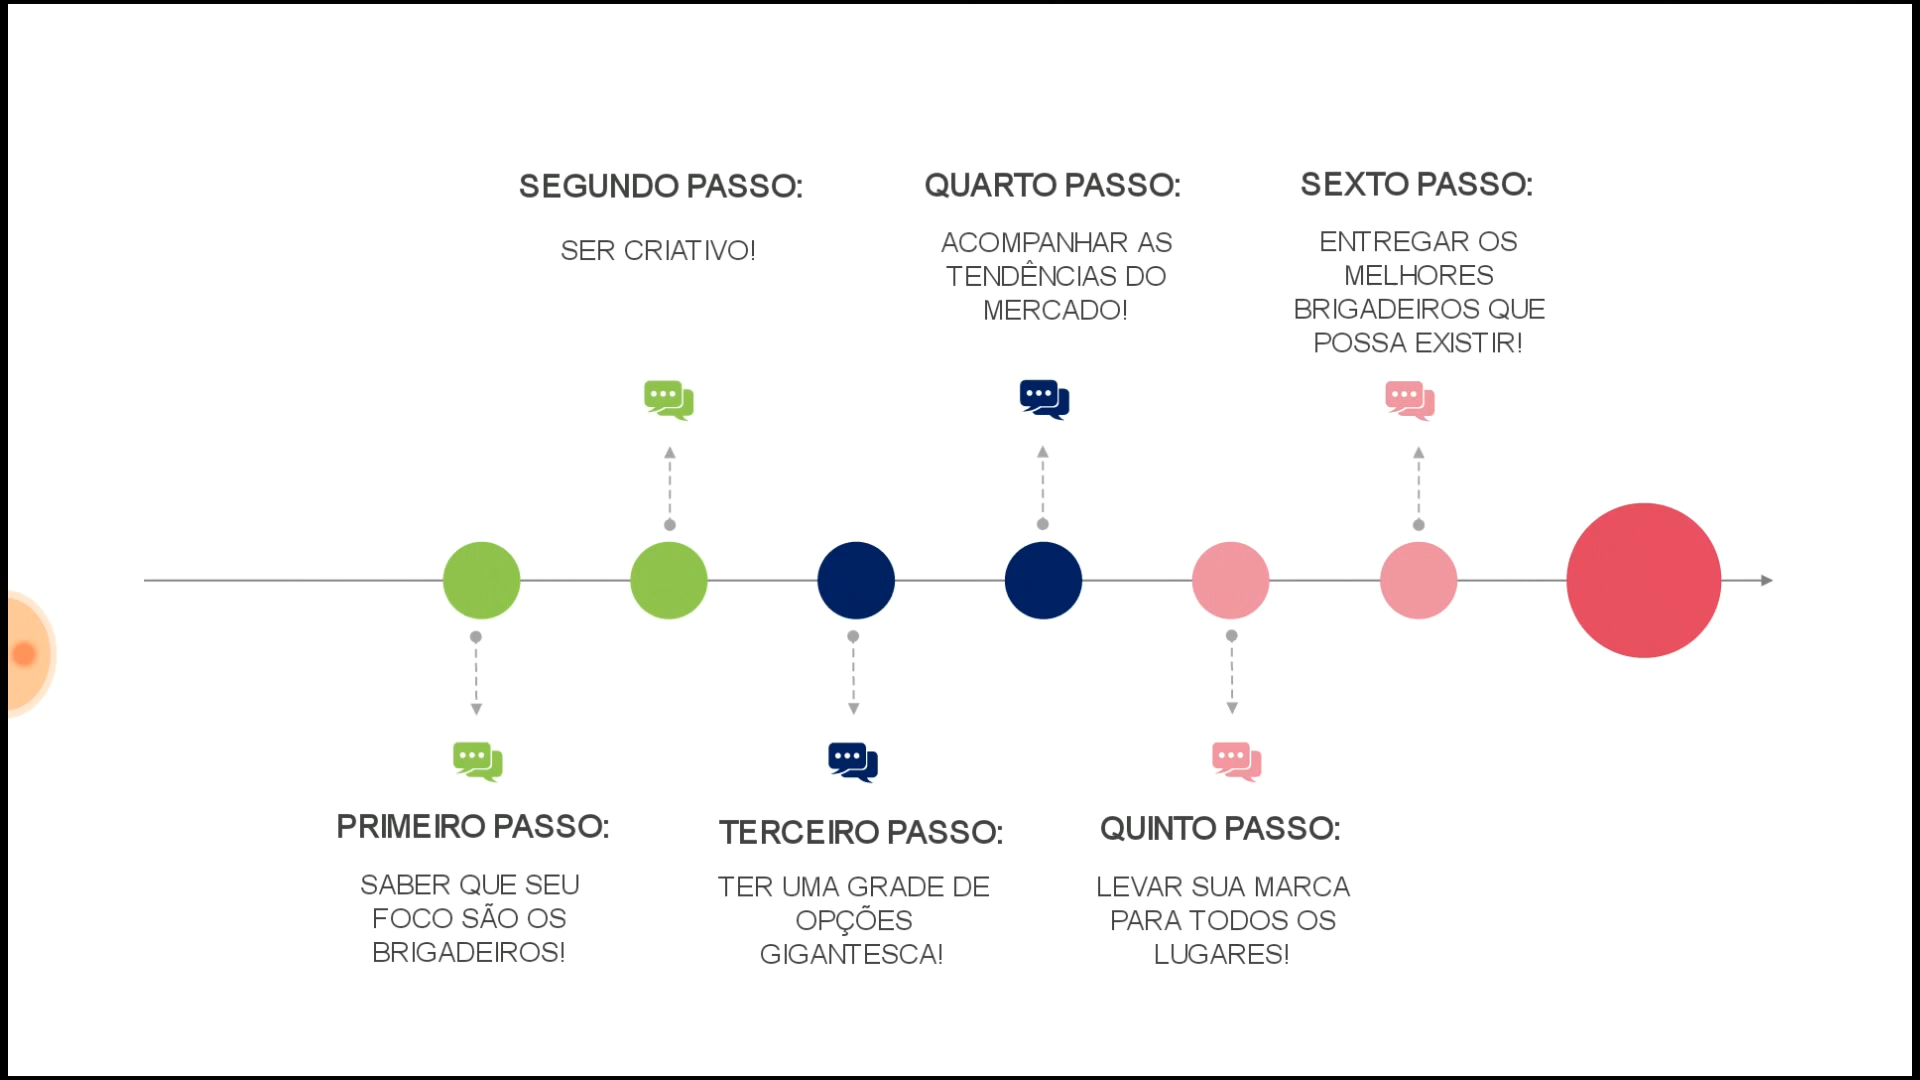 SEGUNDO PASSO:
SER CRIATIVO!
QUARTO PASSO:
ACOMPANHAR AS
TENDÊNCIAS DO
MERCADO!
SEXTO PASSO:
ENTREGAR OS
MELHORES
BRIGADEIROS QUE
POSSA EXISTIR!
PRIMEIRO PASSO:
SABER QUE SEU
FOCO SÃO OS
BRIGADEIROS!
TERCEIRO PASSO:
TER UMA GRADE DE
OPÇÕES
GIGANTESCA!
QUINTO PASSO:
LEVAR SUA MARCA
PARA TODOS OS
LUGARES!